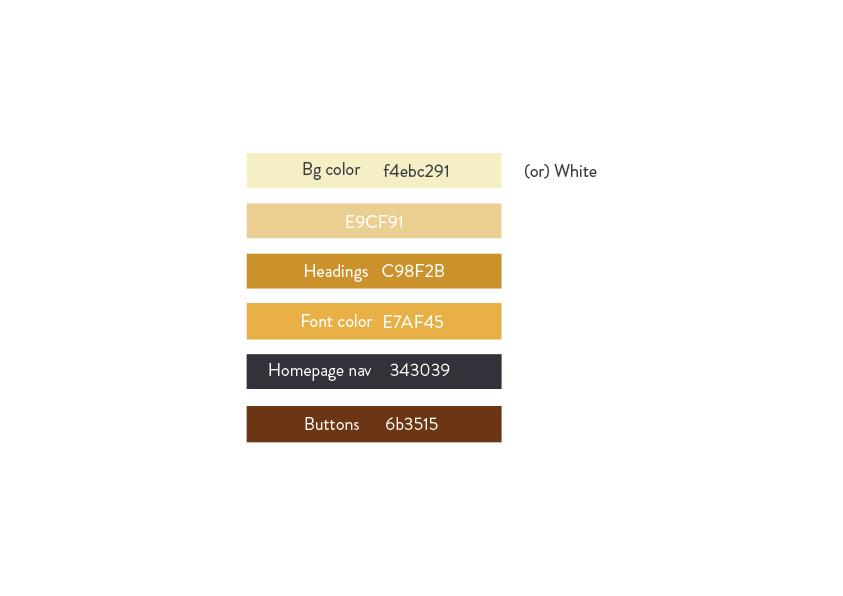 Bg color f4ebc291 (or) White
E9CF91
Headings C98F2B
Font color E7AF45
Homepage nav 343039
Buttons 6b3515